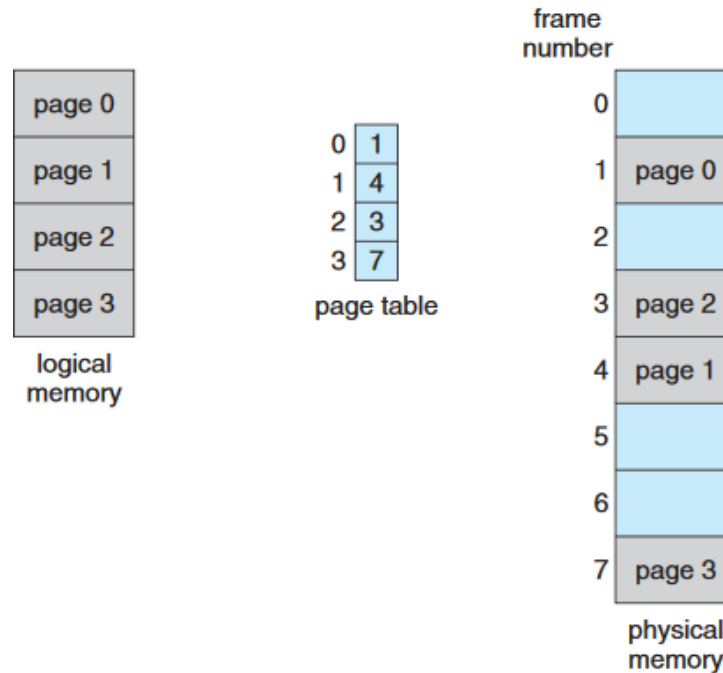 page 0
page 1
page 2
page 3
logical
memory
0 1
1 4
2 3
3 7
page table
frame
number
0
1 page 0
2
3 page 2
4 page 1
5
6
7 page 3
physical
memory